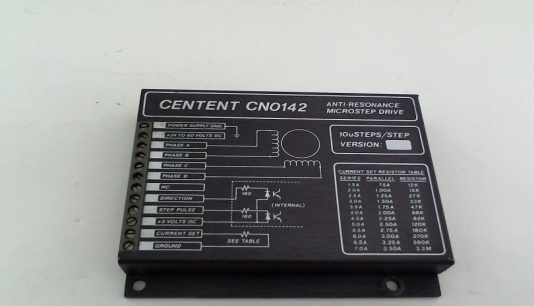 CENTENT CN0142
ANTI-RESONANCE
MICROSTEP DRIVE
POWER SUPPLY GND
+24 TO 80 VOLTS DC
PHASE A
PHASE B
PHASE C
PHASE D
NC
DIRECTION
STEP PULSE
+5 VOLTS DC
CURRENT SET
GROUND
180
(INTERNAL)
180
SEE TABLE
10uSTEPS/STEP
VERSION:
CURRENT SET RESISTOR TABLE
SERIES PARALLEL RESISTOR
1.5A .75A 12K
2.0A 1.00A 15K
2.5A 1.25A 27K
3.0A 1.50A 33K
3.5A 1.75A 47K
4.0A 2.00A 68K
4.5A 2.25A 82K
5.0A 2.50A 120K
5.5A 2.75A 180K
6.0A 3.00A 270K
6.5A 3.25A 560K
7.0A 3.50A 3.3M